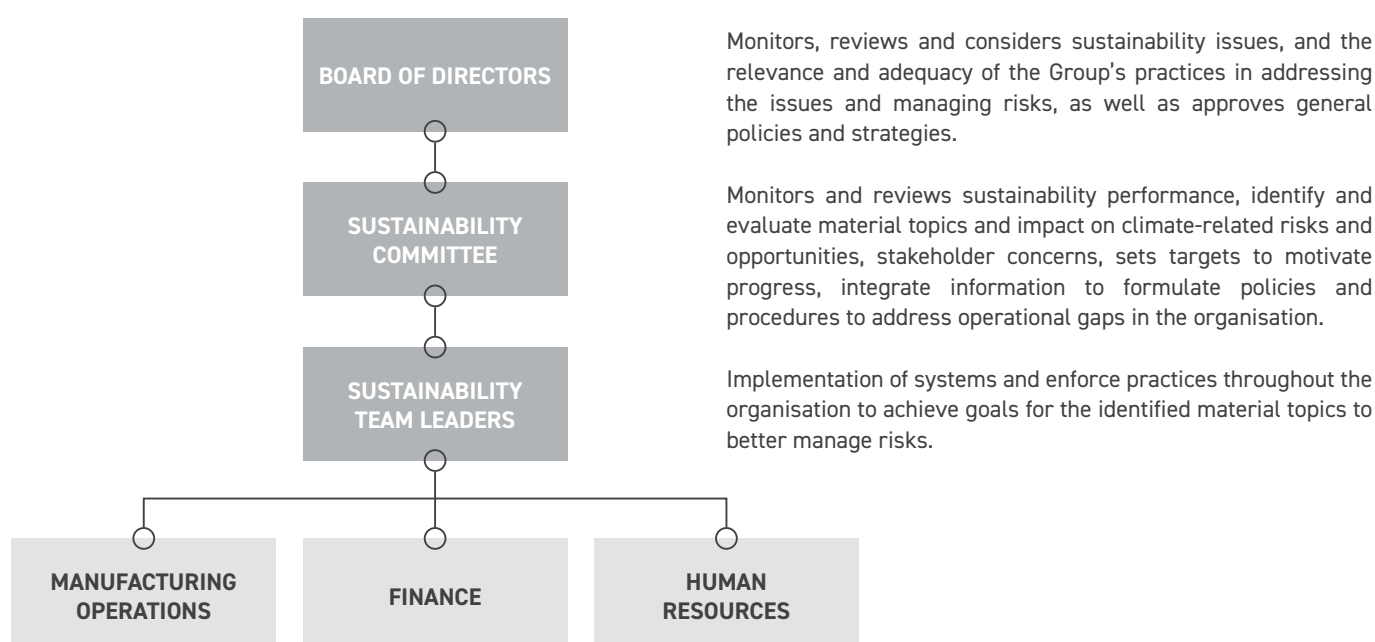 BOARD OF DIRECTORS
Monitors, reviews and considers sustainability issues, and the
relevance and adequacy of the Group's practices in addressing
the issues and managing risks, as well as approves general
policies and strategies.
SUSTAINABILITY
COMMITTEE
Monitors and reviews sustainability performance, identify and
evaluate material topics and impact on climate-related risks and
opportunities, stakeholder concerns, sets targets to motivate
progress, integrate information to formulate policies and
procedures to address operational gaps in the organisation.
SUSTAINABILITY
TEAM LEADERS
Implementation of systems and enforce practices throughout the
organisation to achieve goals for the identified material topics to
better manage risks.
MANUFACTURING
OPERATIONS
FINANCE
HUMAN
RESOURCES